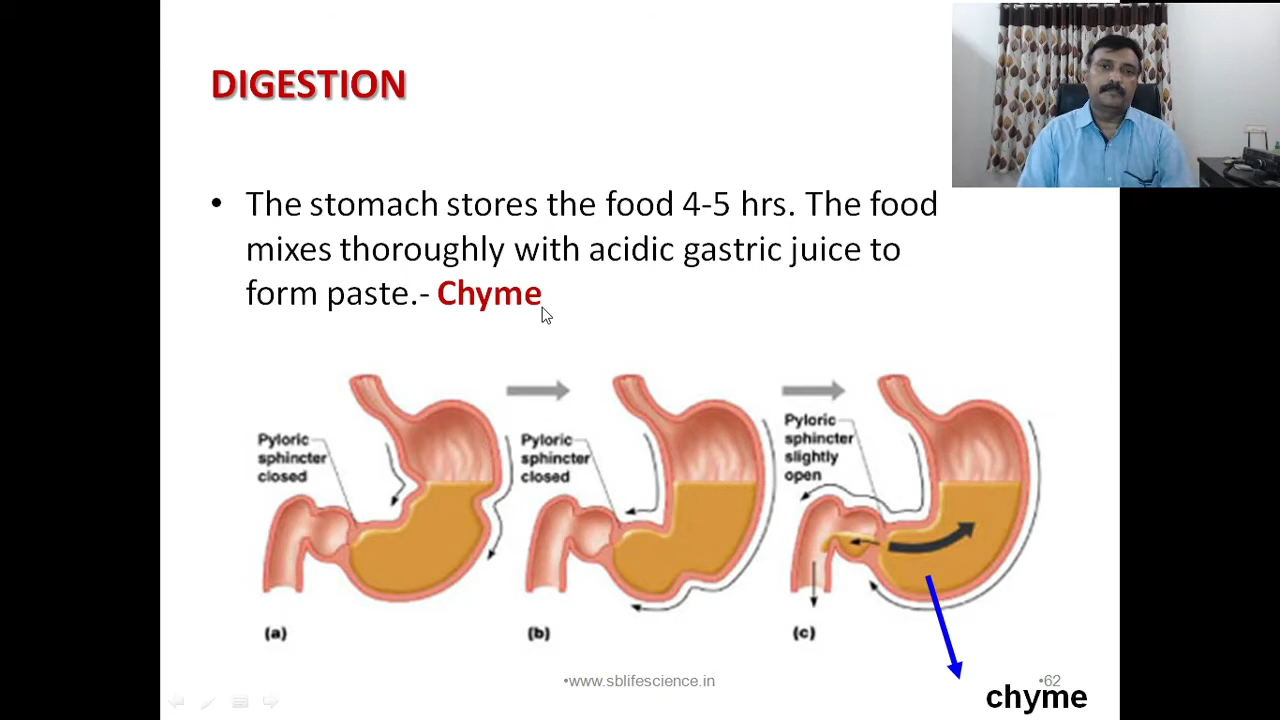 DIGESTION
• The stomach stores the food 4-5 hrs. The food
mixes thoroughly with acidic gastric juice to
form paste.- Chyme
Pyloric
sphincter
closed
Pyloric
sphincter
closed
Pyloric
sphincter
slightly
open
(a)
(b)
(c)
•www.sblifescience.in
•62
chyme